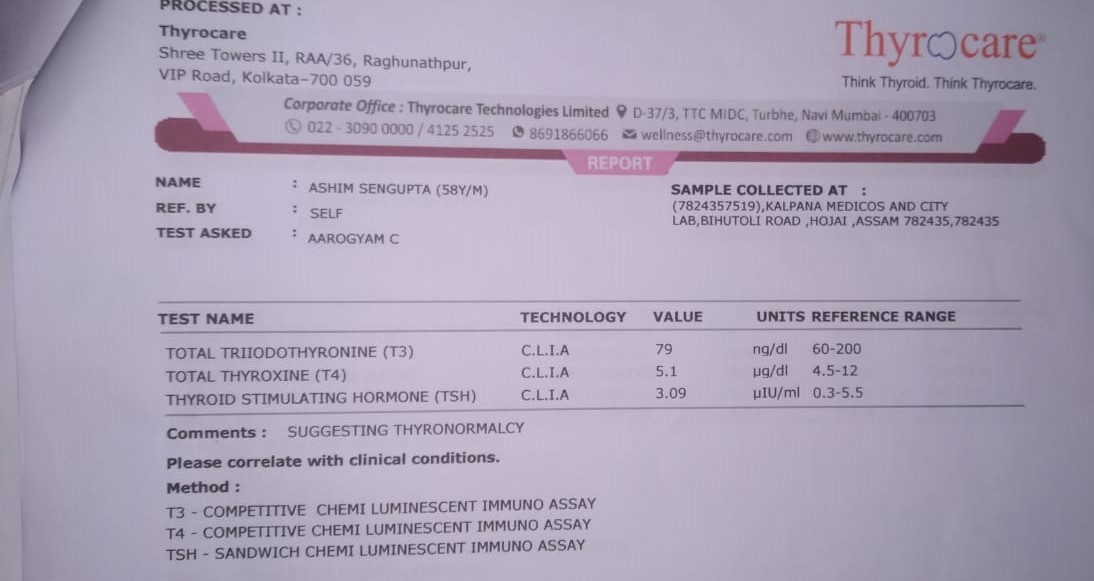 PROCESSED AT :
Thyrocare
Shree Towers II, RAA/36, Raghunathpur,
VIP Road, Kolkata-700 059
Thyrocare®
Think Thyroid. Think Thyrocare.
Corporate Office : Thyrocare Technologies Limited D-37/3, TTC MIDC, Turbhe, Navi Mumbai - 400703
022 - 3090 0000 / 4125 2525 8691866066 wellness@thyrocare.com www.thyrocare.com
REPORT
NAME : ASHIM SENGUPTA (58Y/M)
REF. BY : SELF
TEST ASKED : AAROGYAM C
SAMPLE COLLECTED AT :
(7824357519),KALPANA MEDICOS AND CITY
LAB,BIHUTOLI ROAD ,HOJAI ,ASSAM 782435,782435
TEST NAME TECHNOLOGY VALUE UNITS REFERENCE RANGE
TOTAL TRIIODOTHYRONINE (T3) C.L.I.A 79 ng/dl 60-200
TOTAL THYROXINE (T4) C.L.I.A 5.1 µg/dl 4.5-12
THYROID STIMULATING HORMONE (TSH) C.L.I.A 3.09 µIU/ml 0.3-5.5
Comments : SUGGESTING THYRONORMALCY
Please correlate with clinical conditions.
Method :
T3 - COMPETITIVE CHEMI LUMINESCENT IMMUNO ASSAY
T4 - COMPETITIVE CHEMI LUMINESCENT IMMUNO ASSAY
TSH - SANDWICH CHEMI LUMINESCENT IMMUNO ASSAY